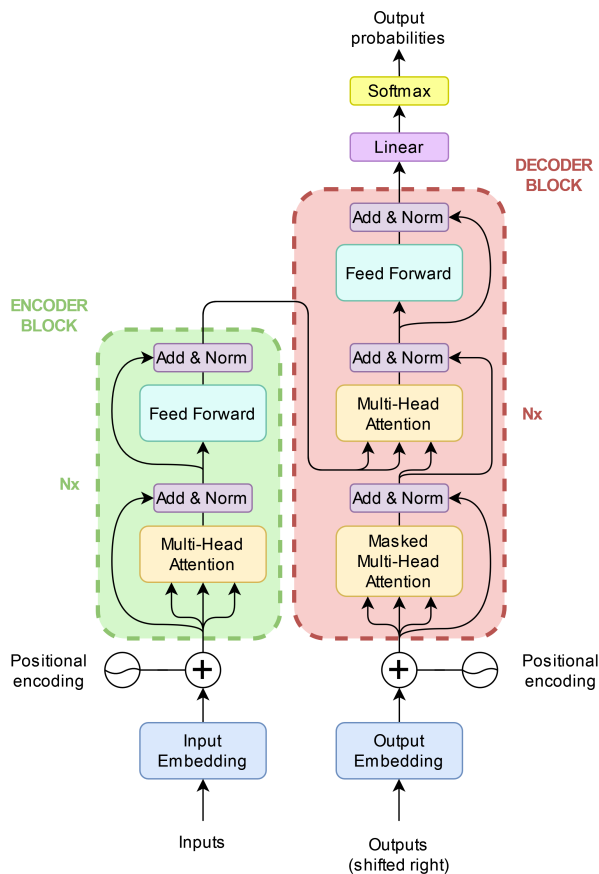 Output
probabilities
Softmax
Linear
DECODER
BLOCK
Add & Norm
Feed Forward
ENCODER
BLOCK
Add & Norm
Add & Norm
Feed Forward
Multi-Head
Attention
Nx
Nx
Add & Norm
Add & Norm
Multi-Head
Attention
Masked
Multi-Head
Attention
Positional
encoding
+
+
Positional
encoding
Input
Embedding
Output
Embedding
Inputs
Outputs
(shifted right)